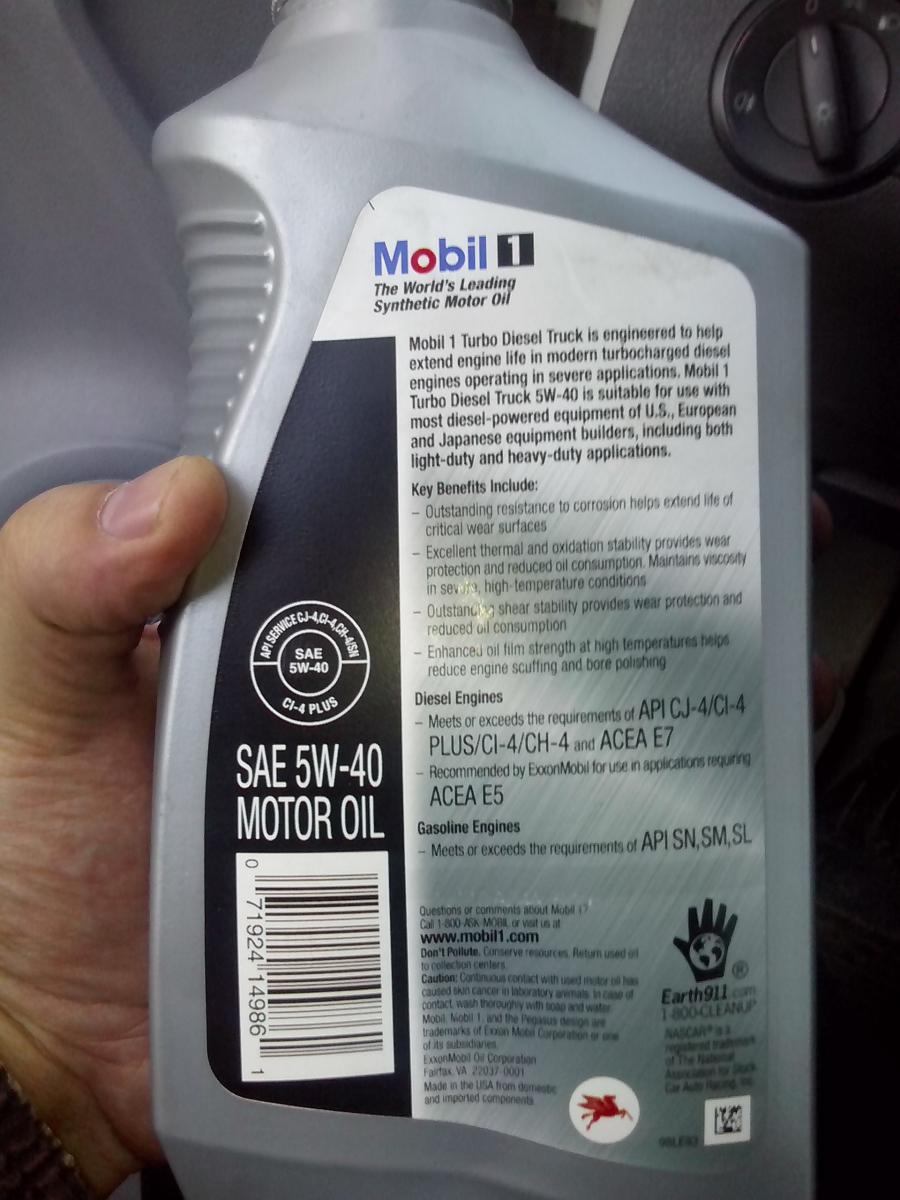 Mobil 1
The World's Leading
Synthetic Motor Oil
Mobil 1 Turbo Diesel Truck is engineered to help
extend engine life in modern turbocharged diesel
engines operating in severe applications. Mobil 1
Turbo Diesel Truck 5W-40 is suitable for use with
most diesel-powered equipment of U.S., European
and Japanese equipment builders, including both
light-duty and heavy-duty applications.
Key Benefits Include:
– Outstanding resistance to corrosion helps extend life of
critical wear surfaces
– Excellent thermal and oxidation stability provides wear
protection and reduced oil consumption. Maintains viscosity
in severe, high-temperature conditions
– Outstanding shear stability provides wear protection and
reduced oil consumption
– Enhanced oil film strength at high temperatures helps
reduce engine scuffing and bore polishing
Diesel Engines
– Meets or exceeds the requirements of API CJ-4/CI-4
PLUS/CI-4/CH-4 and ACEA E7
– Recommended by ExxonMobil for use in applications requiring
ACEA E5
Gasoline Engines
– Meets or exceeds the requirements of API SN,SM,SL
API SERVICE CJ-4,CI-4,CH-4/SN
SAE
5W-40
CI-4 PLUS
SAE 5W-40
MOTOR OIL
0 71924 14986 1
Questions or comments about Mobil 1?
Call 1-800-ASK-MOBIL or visit us at
www.mobil1.com
Don't Pollute. Conserve resources. Return used oil
to collection centers.
Caution: Continuous contact with used motor oil has
caused skin cancer in laboratory animals. In case of
contact, wash thoroughly with soap and water.
Mobil, Mobil 1, and the Pegasus design are
trademarks of Exxon Mobil Corporation or one
of its subsidiaries.
ExxonMobil Oil Corporation
Fairfax, VA 22037-0001
Made in the USA from domestic
and imported components
®
Earth911.com
1-800-CLEANUP
NASCAR® is a
registered trademark
of The National
Association for Stock
Car Auto Racing, Inc.
98LE83